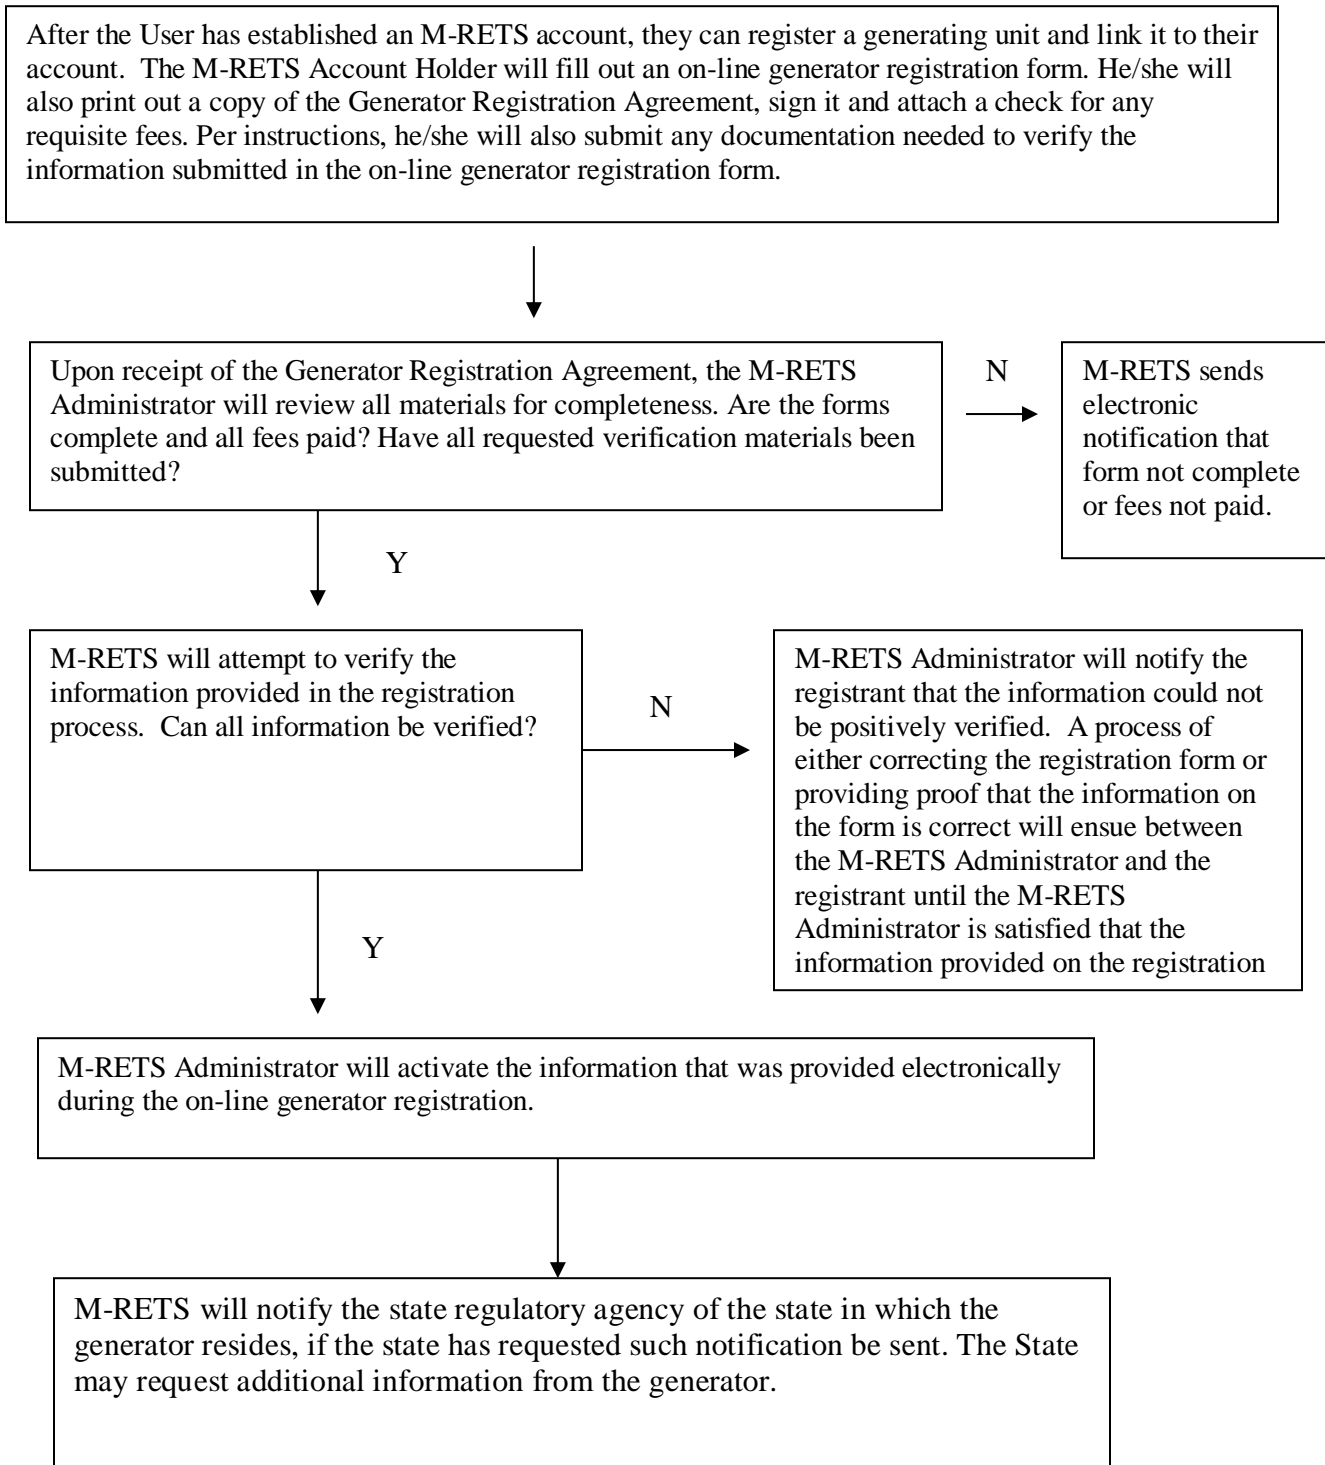 After the User has established an M-RETS account, they can register a generating unit and link it to their
account.  The M-RETS Account Holder will fill out an on-line generator registration form. He/she will
also print out a copy of the Generator Registration Agreement, sign it and attach a check for any
requisite fees. Per instructions, he/she will also submit any documentation needed to verify the
information submitted in the on-line generator registration form.
Upon receipt of the Generator Registration Agreement, the M-RETS
Administrator will review all materials for completeness. Are the forms
complete and all fees paid? Have all requested verification materials been
submitted?
N
M-RETS sends
electronic
notification that
form not complete
or fees not paid.
Y
M-RETS will attempt to verify the
information provided in the registration
process.  Can all information be verified?
N
M-RETS Administrator will notify the
registrant that the information could not
be positively verified.  A process of
either correcting the registration form or
providing proof that the information on
the form is correct will ensue between
the M-RETS Administrator and the
registrant until the M-RETS
Administrator is satisfied that the
information provided on the registration
Y
M-RETS Administrator will activate the information that was provided electronically
during the on-line generator registration.
M-RETS will notify the state regulatory agency of the state in which the
generator resides, if the state has requested such notification be sent. The State
may request additional information from the generator.